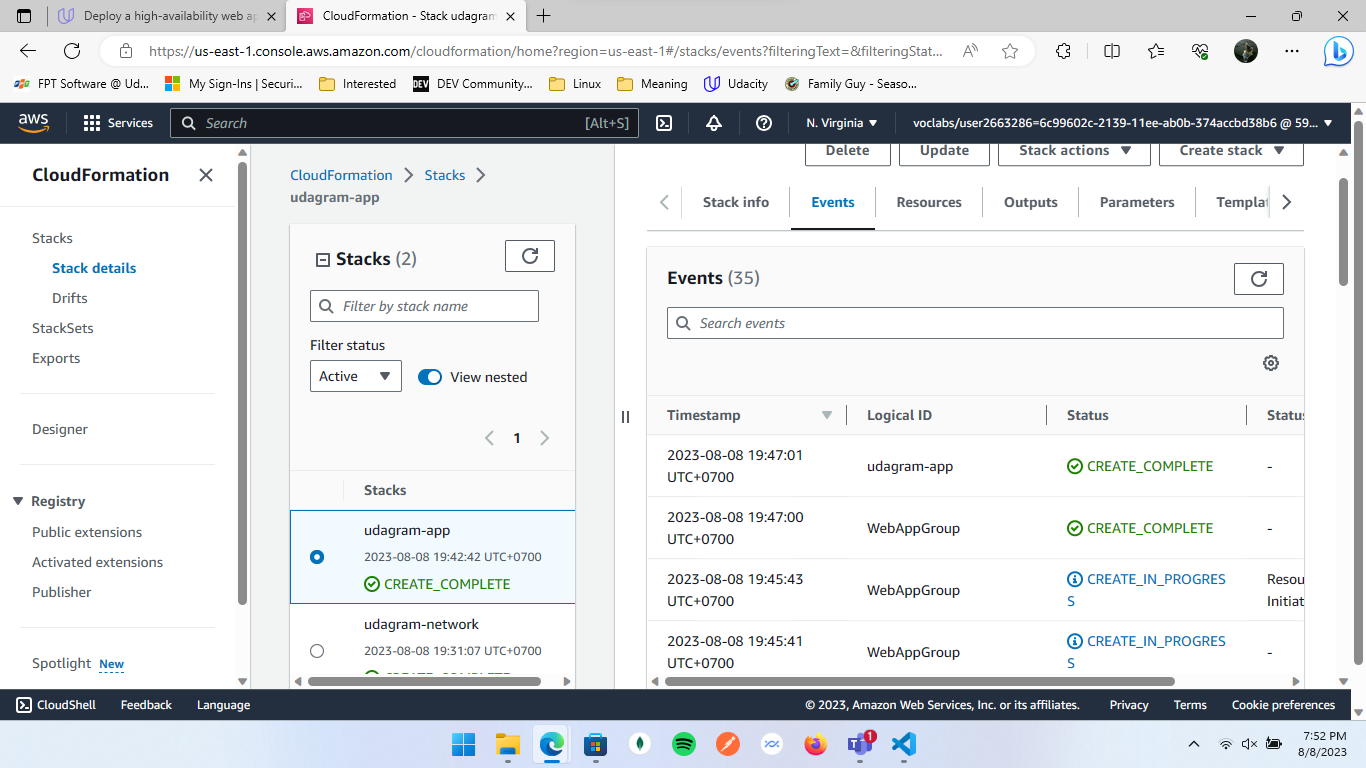 Deploy a high-availability web ap
CloudFormation - Stack udagram
https://us-east-1.console.aws.amazon.com/cloudformation/home?region=us-east-1#/stacks/events?filteringText=&filteringStat...
FPT Software @ Ud...
My Sign-Ins | Securi...
Interested
DEV
DEV Community...
Linux
Meaning
Udacity
Family Guy - Seaso...
aws
Services
Search
[Alt+S]
N. Virginia
voclabs/user2663286=6c99602c-2139-11ee-ab0b-374accbd38b6 @ 59...
CloudFormation
Stacks
Stack details
Drifts
StackSets
Exports
Designer
Registry
Public extensions
Activated extensions
Publisher
Spotlight New
CloudFormation
Stacks
udagram-app
Stacks (2)
Filter by stack name
Filter status
Active
View nested
1
Stacks
udagram-app
2023-08-08 19:42:42 UTC+0700
CREATE_COMPLETE
udagram-network
2023-08-08 19:31:07 UTC+0700
Delete
Update
Stack actions
Create stack
Stack info
Events
Resources
Outputs
Parameters
Templat
Events (35)
Search events
Timestamp
Logical ID
Status
Status
2023-08-08 19:47:01
UTC+0700
udagram-app
CREATE_COMPLETE
-
2023-08-08 19:47:00
UTC+0700
WebAppGroup
CREATE_COMPLETE
-
2023-08-08 19:45:43
UTC+0700
WebAppGroup
CREATE_IN_PROGRES
S
Resou
Initiat
2023-08-08 19:45:41
UTC+0700
WebAppGroup
CREATE_IN_PROGRES
S
-
CloudShell
Feedback
Language
© 2023, Amazon Web Services, Inc. or its affiliates.
Privacy
Terms
Cookie preferences
1
7:52 PM
8/8/2023